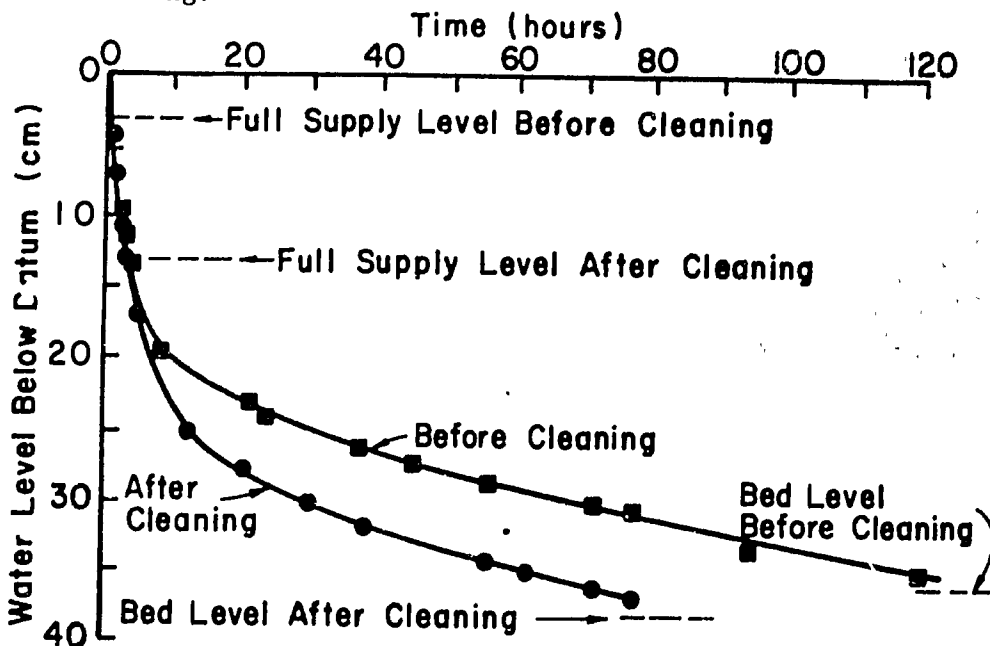 Time (hours)
0 20 40 60 80 100 120
0
10
20
30
40
Water Level Below Datum (cm)
Full Supply Level Before Cleaning
Full Supply Level After Cleaning
Before Cleaning
After
Cleaning
Bed Level
Before Cleaning
Bed Level After Cleaning